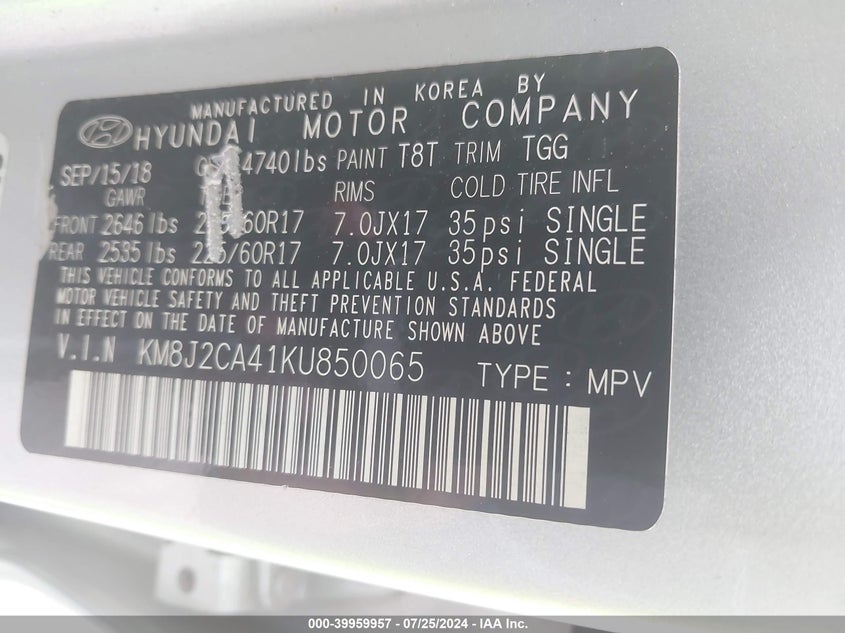 MANUFACTURED IN KOREA BY
HYUNDAI MOTOR COMPANY
SEP/15/18 4740lbs PAINT T8T TRIM TGG
GAWR RIMS COLD TIRE INFL
FRONT 2646 lbs 60R17 7.0JX17 35psi SINGLE
REAR 2535 lbs 225/60R17 7.0JX17 35psi SINGLE
THIS VEHICLE CONFORMS TO ALL APPLICABLE U.S.A. FEDERAL
MOTOR VEHICLE SAFETY AND THEFT PREVENTION STANDARDS
IN EFFECT ON THE DATE OF MANUFACTURE SHOWN ABOVE
V.I.N KM8J2CA41KU850065 TYPE : MPV
000-39959957 - 07/25/2024 - IAAI Inc.